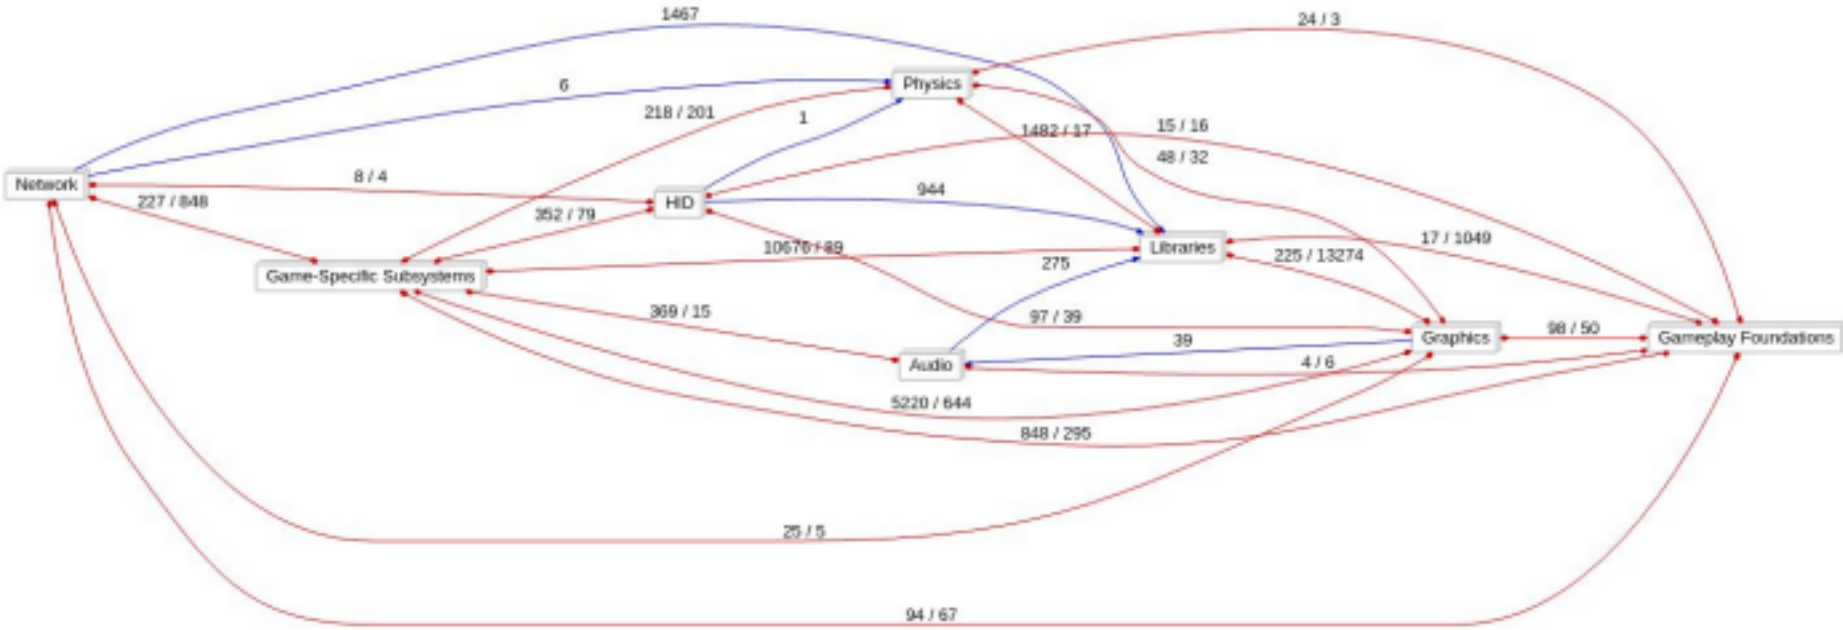 1467
24 / 3
Physics
6
218 / 201
1
1482 / 17
15 / 16
48 / 32
Network
8 / 4
944
227 / 848
HID
352 / 79
10676 / 89
Libraries
17 / 1049
225 / 13274
275
Game-Specific Subsystems
369 / 15
97 / 39
98 / 50
39
Graphics
Gameplay Foundations
Audio
4 / 6
5220 / 644
848 / 295
25 / 5
94 / 67